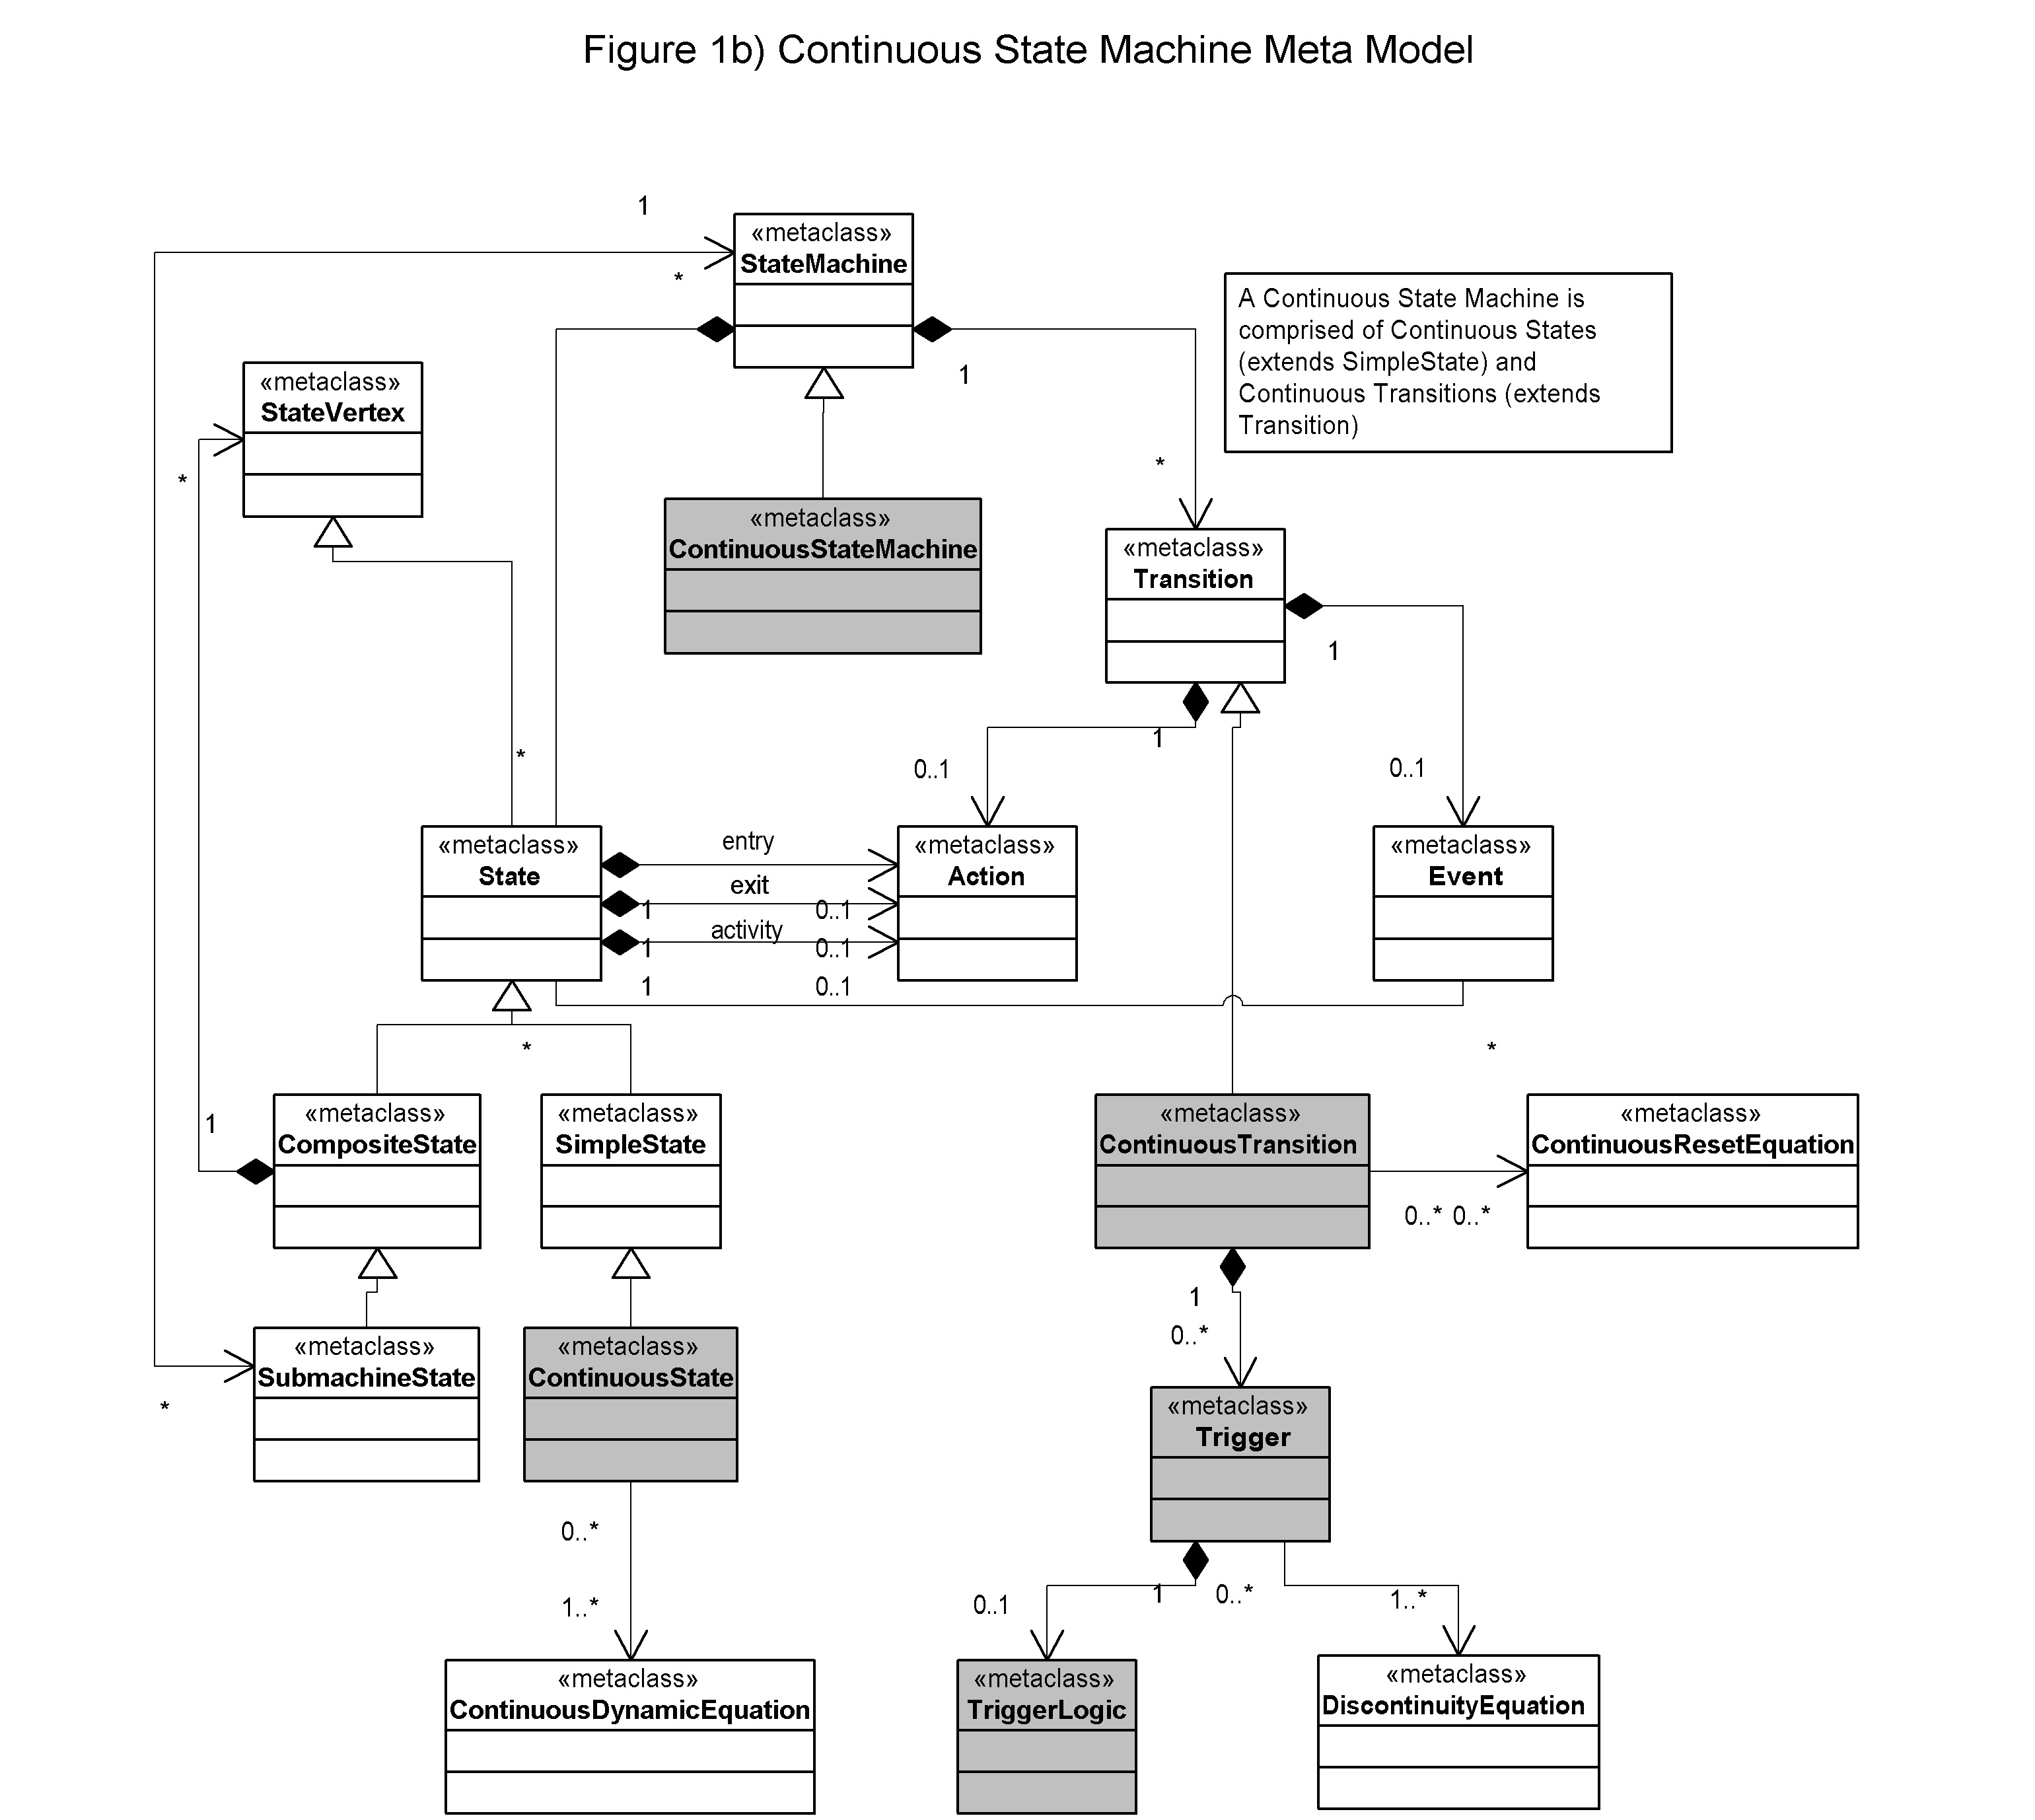 Figure 1b) Continuous State Machine Meta Model
1
«metaclass»
StateMachine
*
A Continuous State Machine is
comprised of Continuous States
(extends SimpleState) and
Continuous Transitions (extends
Transition)
1
«metaclass»
StateVertex
*
*
«metaclass»
ContinuousStateMachine
«metaclass»
Transition
1
1
*
0..1
0..1
«metaclass»
State
entry
exit
activity
1
0..1
1
0..1
1
0..1
«metaclass»
Action
«metaclass»
Event
*
*
1
«metaclass»
CompositeState
«metaclass»
SimpleState
«metaclass»
ContinuousTransition
«metaclass»
ContinuousResetEquation
0..* 0..*
1
0..*
«metaclass»
SubmachineState
*
«metaclass»
ContinuousState
«metaclass»
Trigger
0..*
1..*
0..1
1
0..*
1..*
«metaclass»
ContinuousDynamicEquation
«metaclass»
TriggerLogic
«metaclass»
DiscontinuityEquation